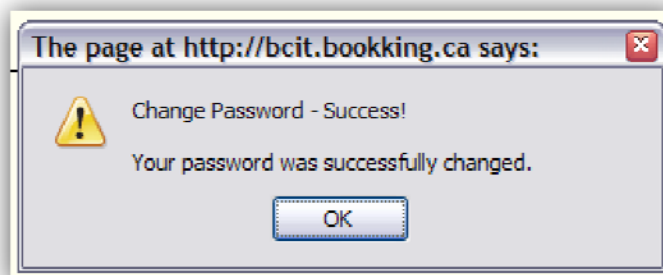 The page at http://bcit.bookking.ca says:
Change Password - Success!
Your password was successfully changed.
OK